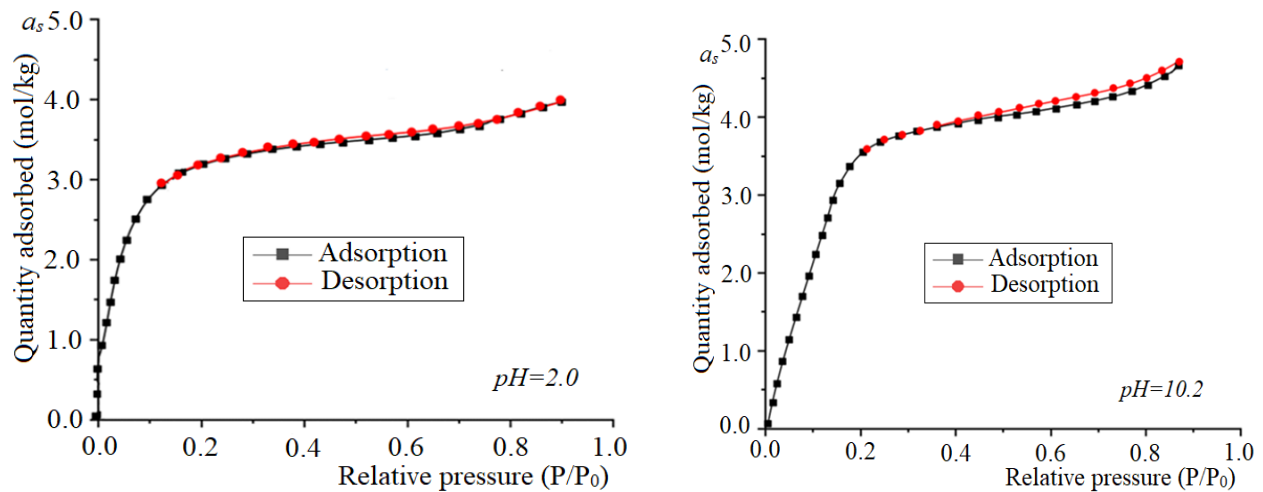 aₛ 5.0
4.0
3.0
2.0
1.0
0.0
Quantity adsorbed (mol/kg)
Adsorption
Desorption
pH=2.0
0.0 0.2 0.4 0.6 0.8 1.0
Relative pressure (P/P₀)
aₛ 5.0
4.0
3.0
2.0
1.0
0.0
Quantity adsorbed (mol/kg)
Adsorption
Desorption
pH=10.2
0.0 0.2 0.4 0.6 0.8 1.0
Relative pressure (P/P₀)